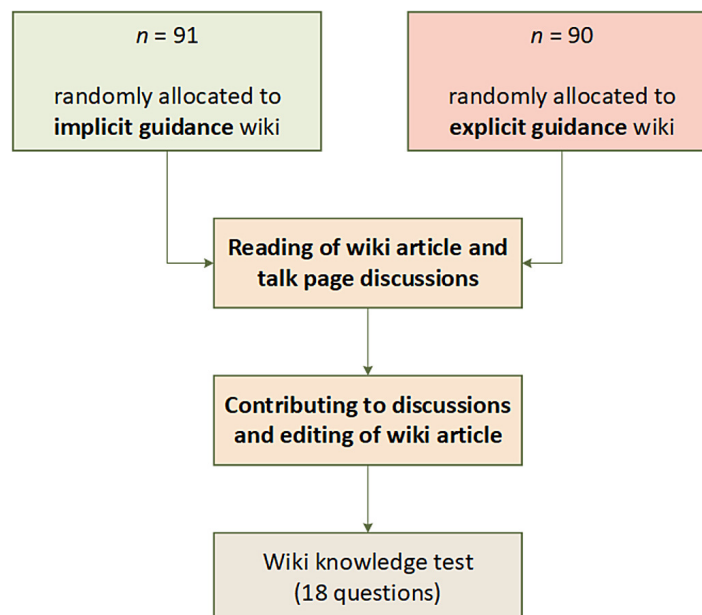 n = 91
randomly allocated to
implicit guidance wiki
n = 90
randomly allocated to
explicit guidance wiki
Reading of wiki article and
talk page discussions
Contributing to discussions
and editing of wiki article
Wiki knowledge test
(18 questions)